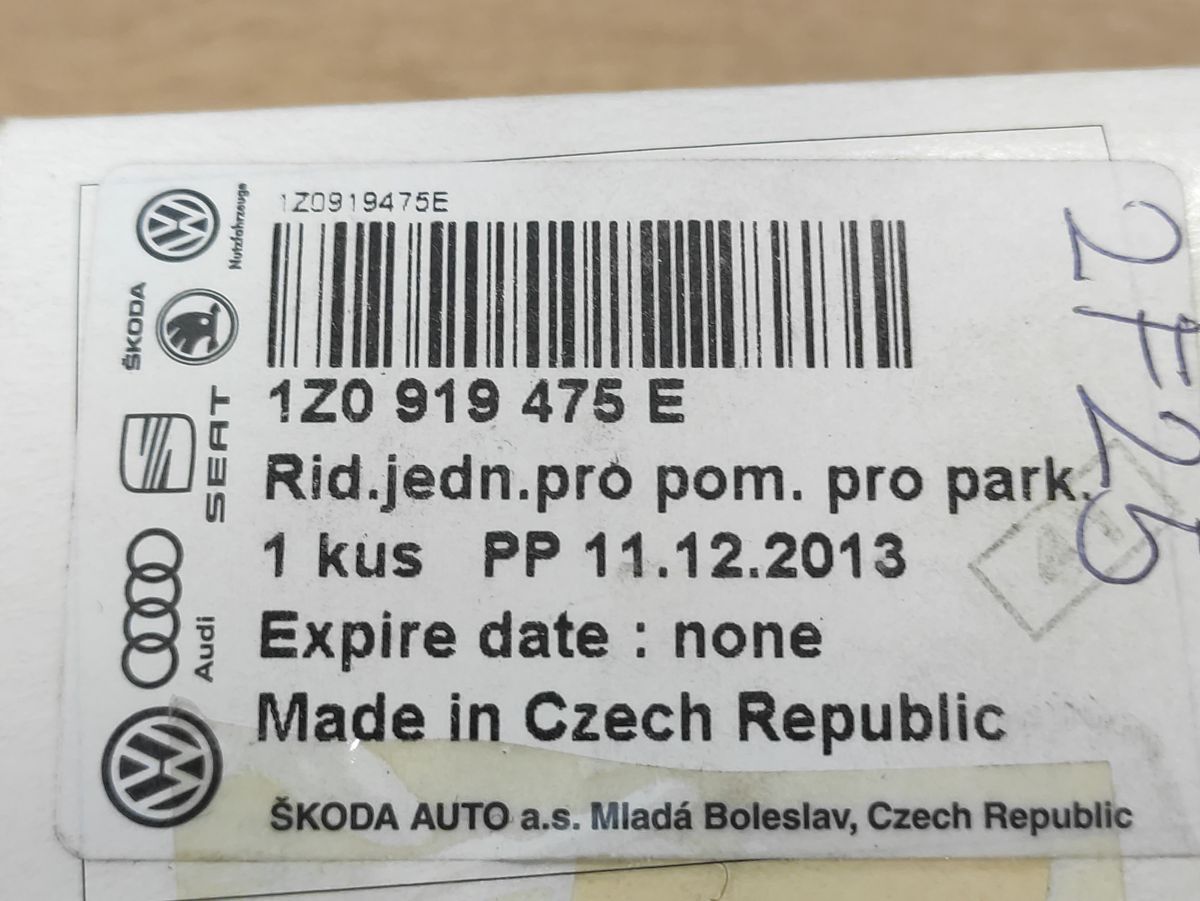 1Z0919475E
1Z0 919 475 E
Rid.jedn.pro pom. pro park.
1 kus PP 11.12.2013
Expire date : none
Made in Czech Republic
ŠKODA AUTO a.s. Mladá Boleslav, Czech Republic
Nutzfahrzeuge
ŠKODA
SEAT
Audi